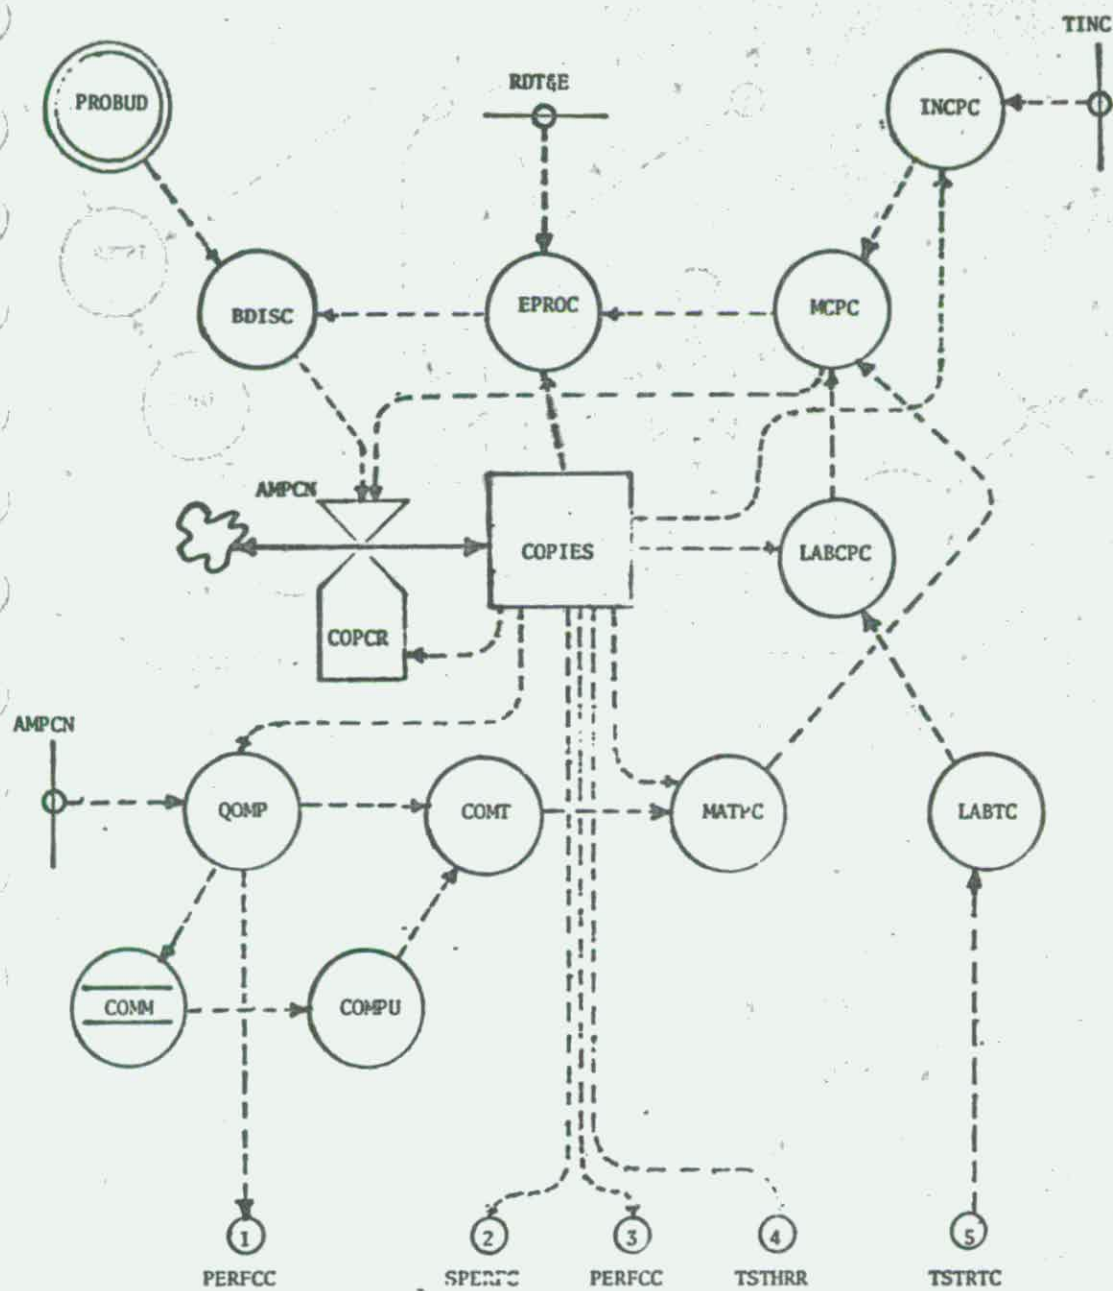 TINC
PROBUD
RDT&E
INCPC
BDISC
EPROC
MCPC
AMPCN
COPIES
LABCPC
COPCR
AMPCN
QOMP
COMT
MATPC
LABTC
COMM
COMPU
1
2
3
4
5
PERFCC
PERFCC
TSTHRR
TSTRTC